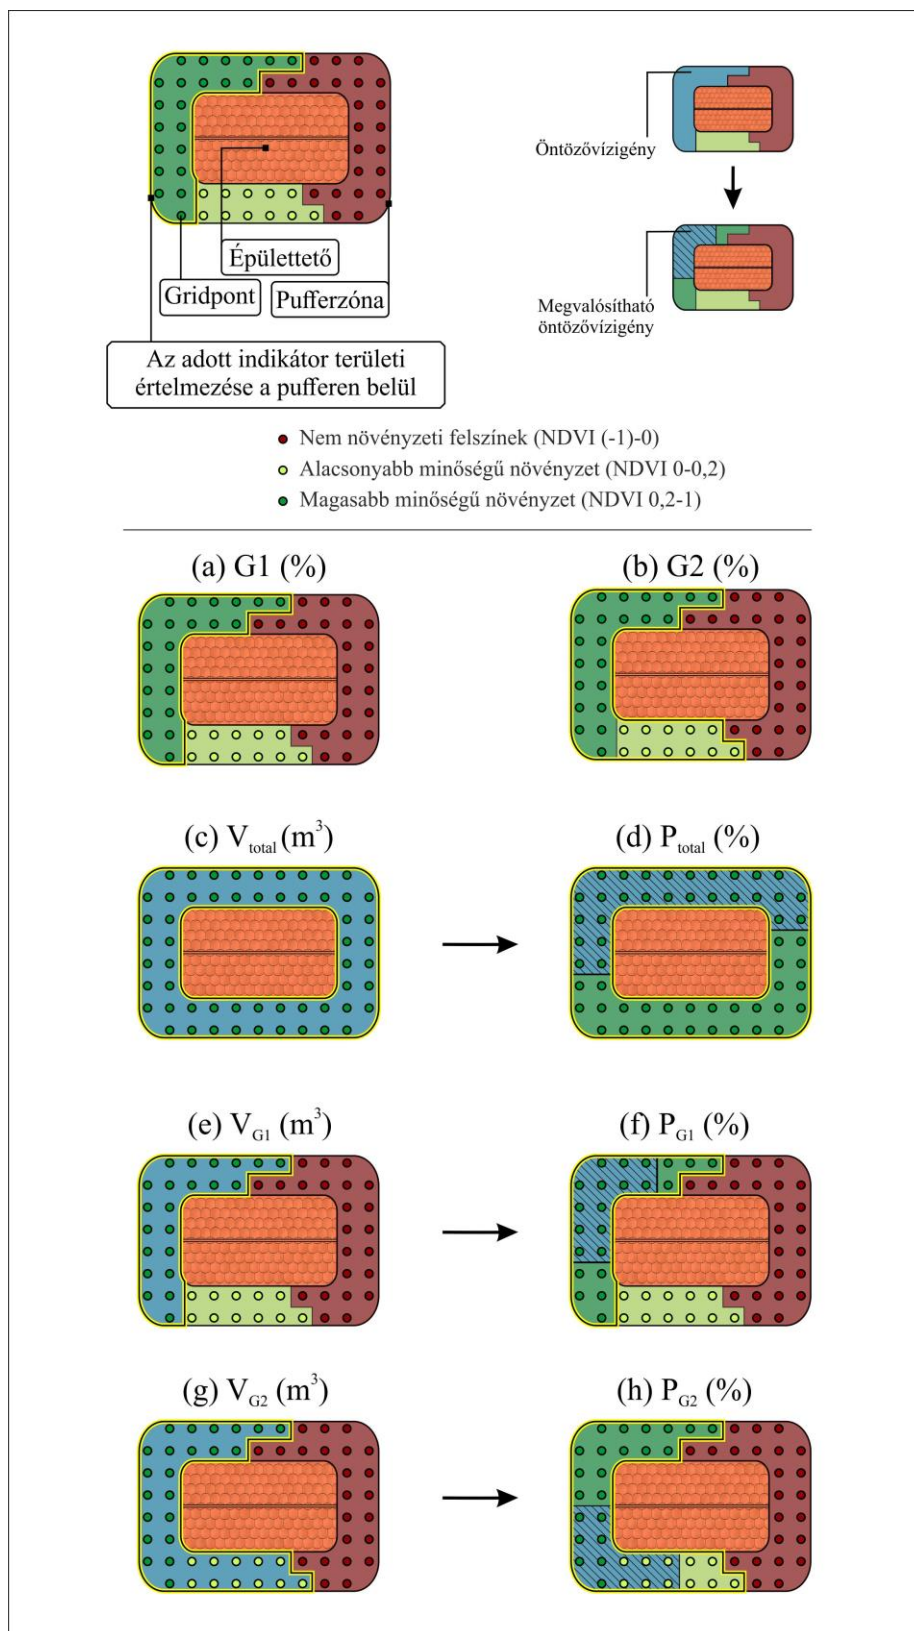 Épülettető
Gridpont
Pufferzóna
Az adott indikátor területi
értelmezése a pufferen belül
Öntözővízigény
Megvalósítható
öntözővízigény
Nem növényzeti felszínek (NDVI (-1)-0)
Alacsonyabb minőségű növényzet (NDVI 0-0,2)
Magasabb minőségű növényzet (NDVI 0,2-1)
(a) G1 (%)
(b) G2 (%)
(c) Vtotal (m³)
(d) Ptotal (%)
(e) VG1 (m³)
(f) PG1 (%)
(g) VG2 (m³)
(h) PG2 (%)